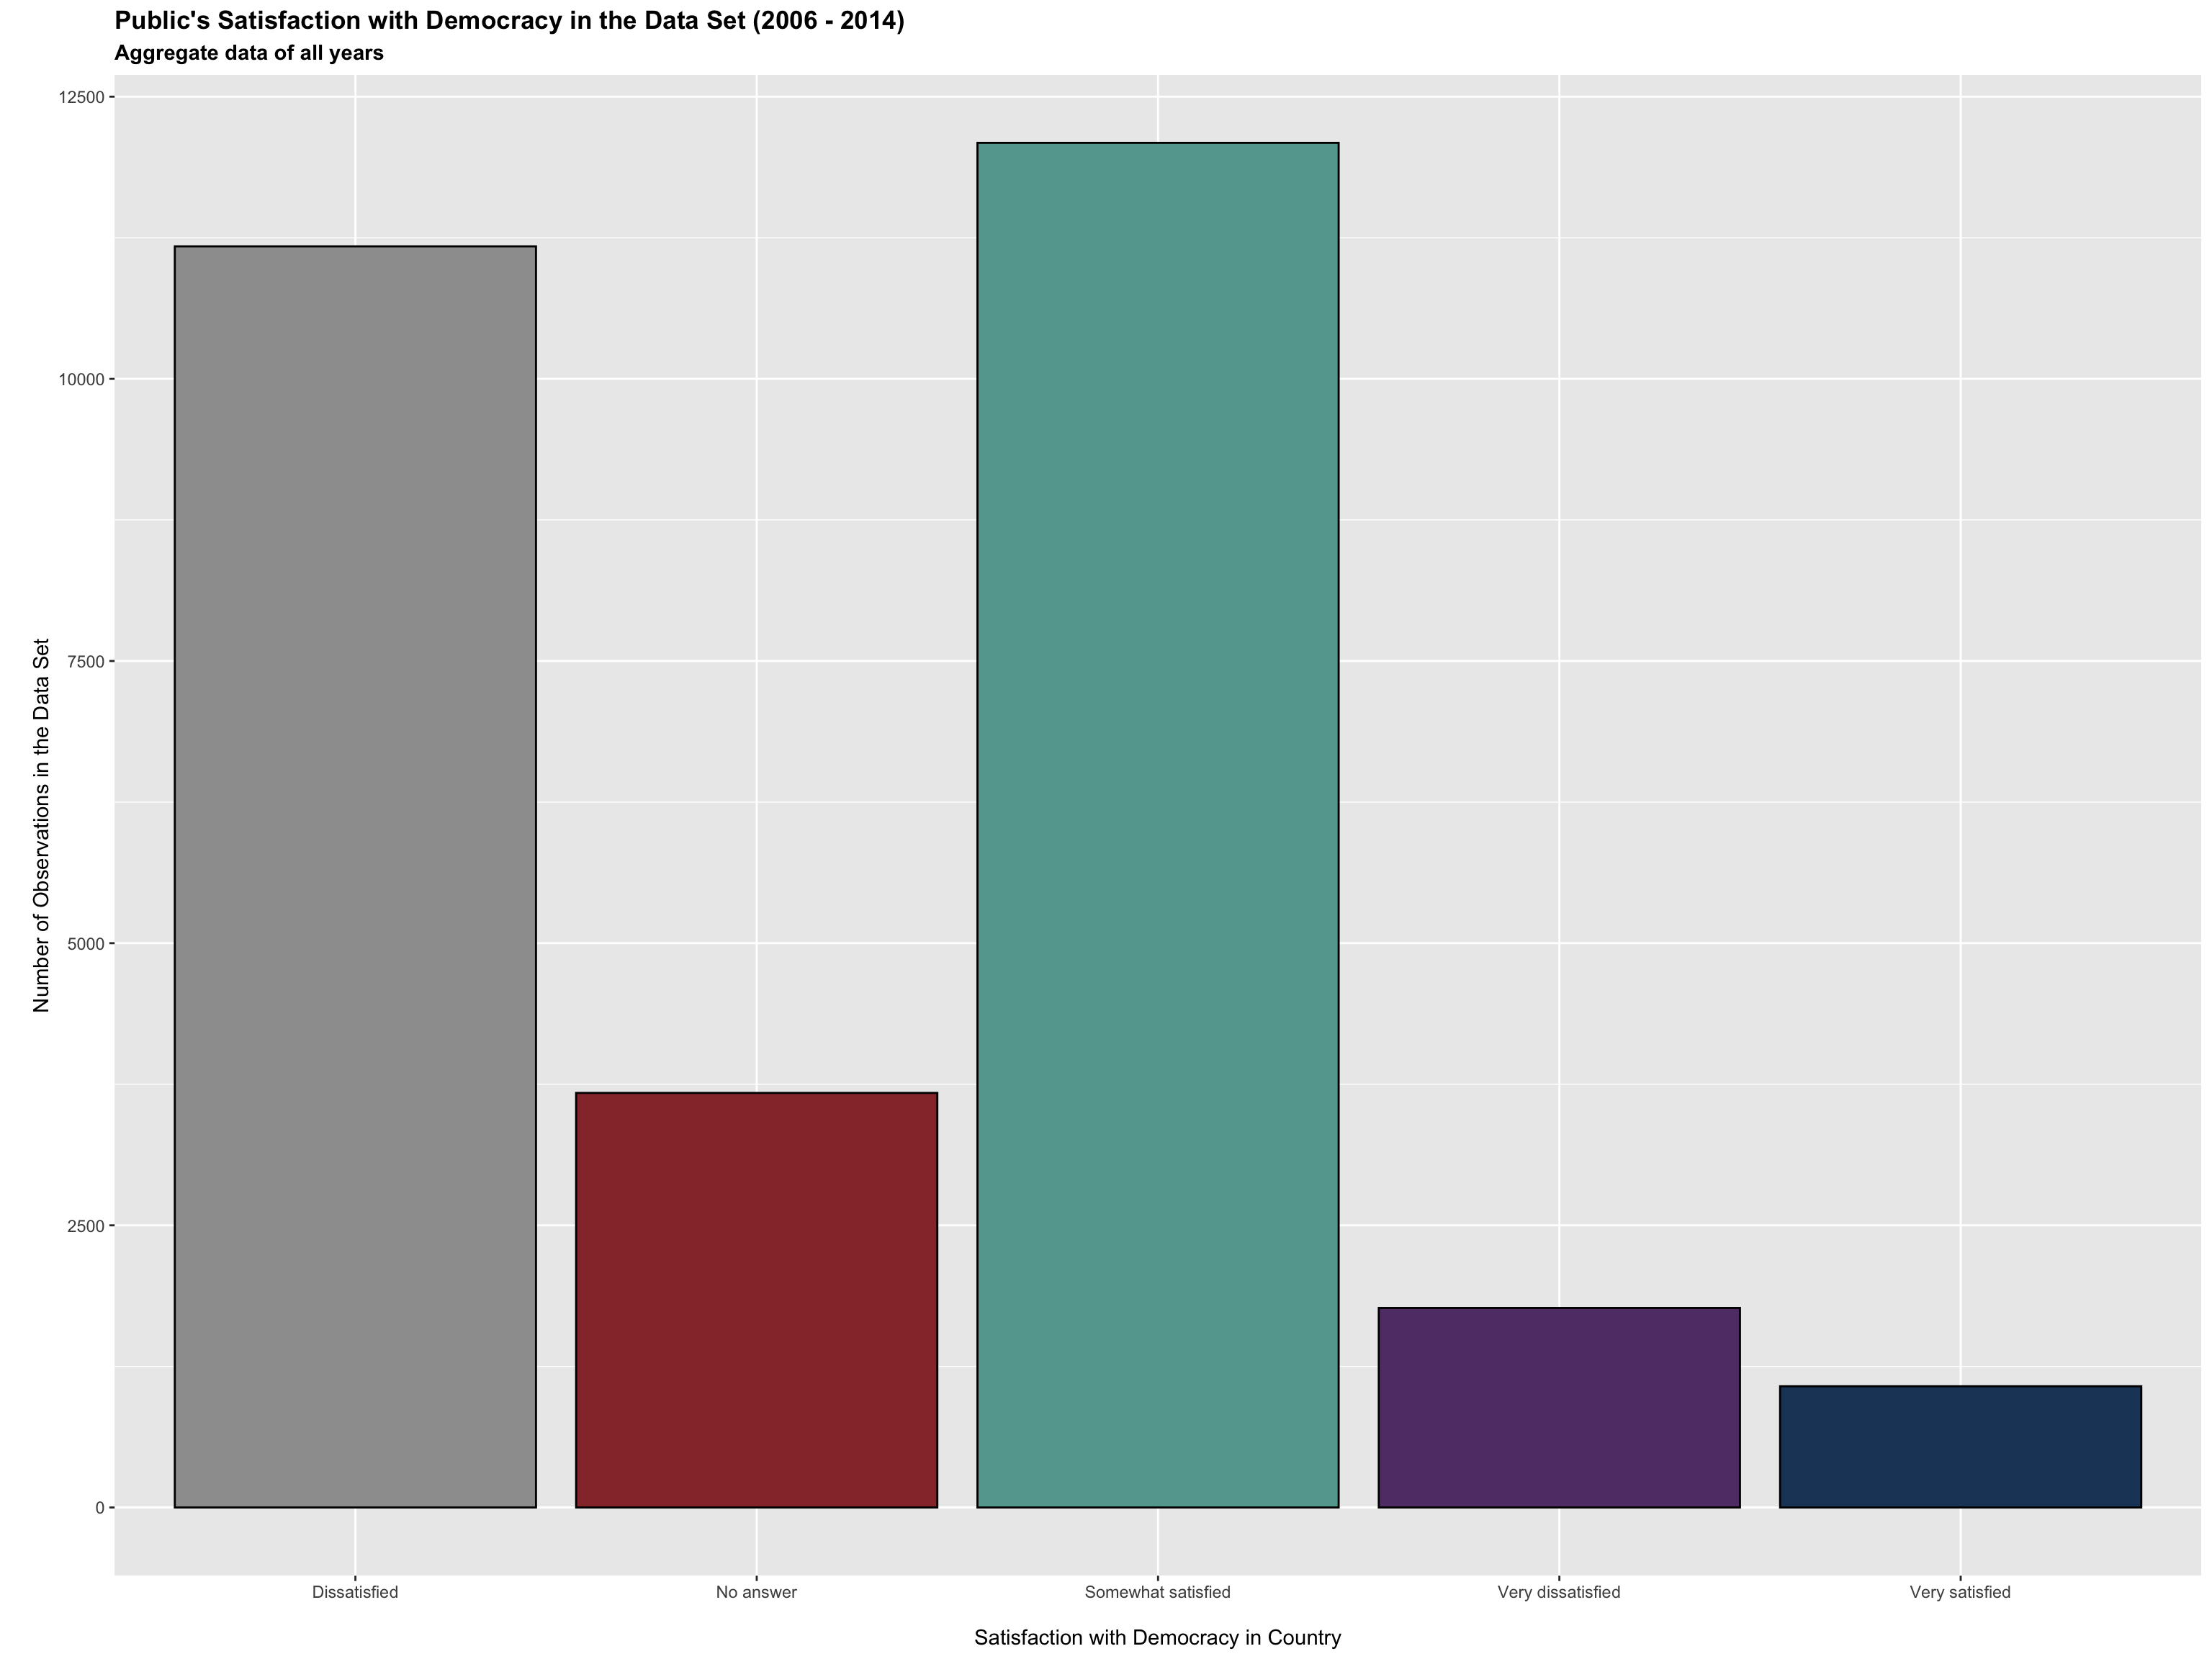 Public's Satisfaction with Democracy in the Data Set (2006 - 2014)
Aggregate data of all years
Number of Observations in the Data Set
12500
10000
7500
5000
2500
0
Dissatisfied
No answer
Somewhat satisfied
Very dissatisfied
Very satisfied
Satisfaction with Democracy in Country